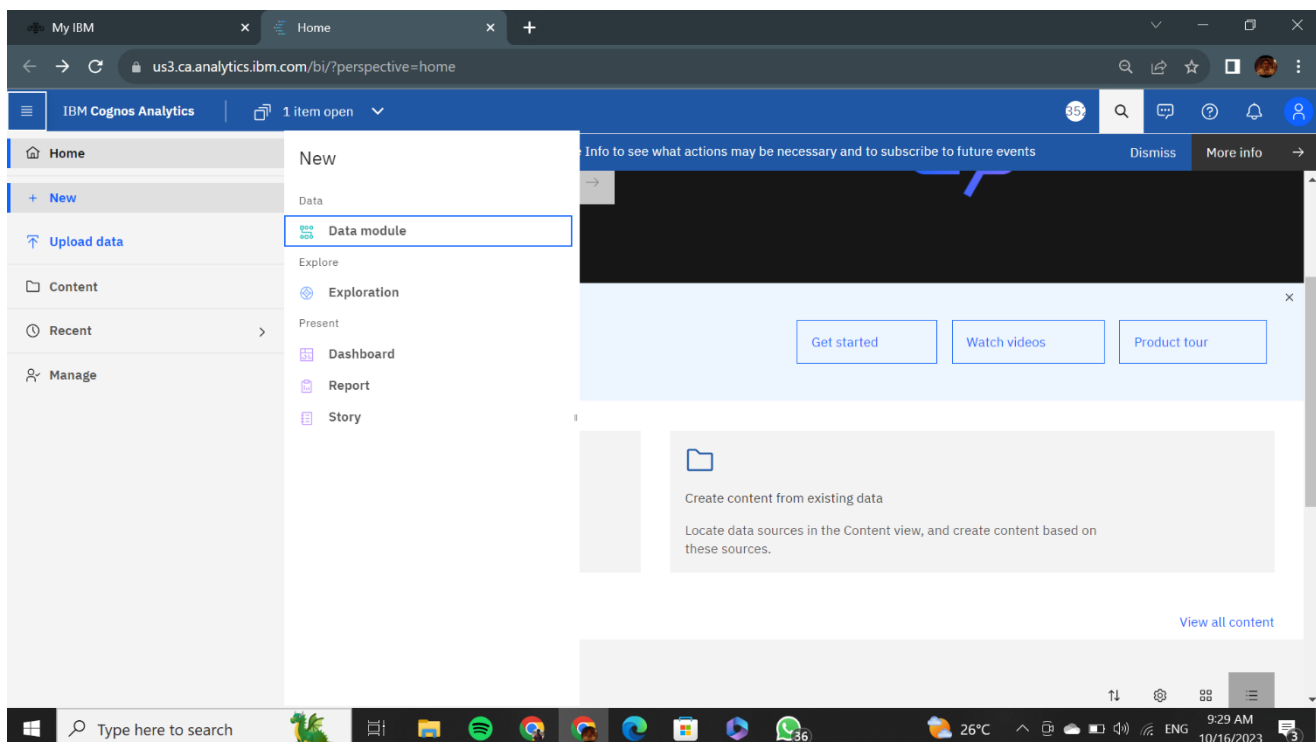 My IBM
Home
us3.ca.analytics.ibm.com/bi/?perspective=home
IBM Cognos Analytics
1 item open
Home
New
Info to see what actions may be necessary and to subscribe to future events
Dismiss
More info
New
Data
Upload data
Data module
Explore
Content
Exploration
Recent
Present
Dashboard
Manage
Report
Story
Get started
Watch videos
Product tour
Create content from existing data
Locate data sources in the Content view, and create content based on
these sources.
View all content
Type here to search
36
26°C
ENG
9:29 AM
10/16/2023
3